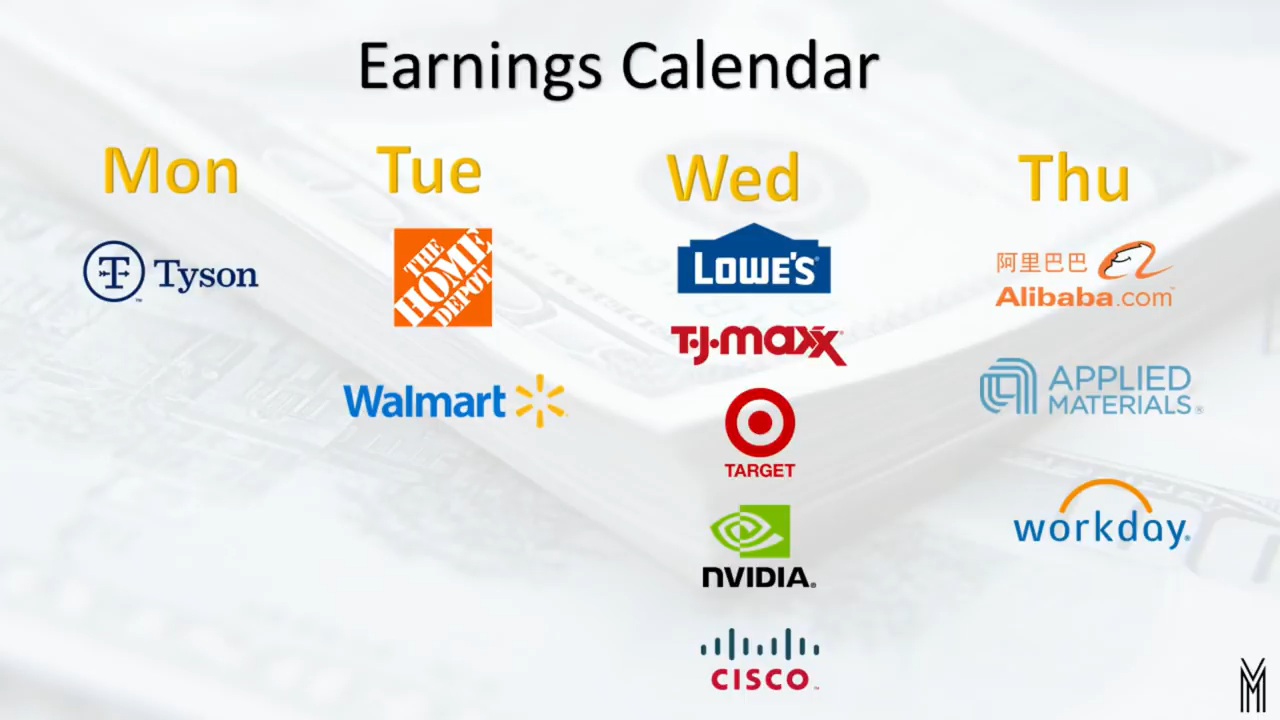 Earnings Calendar
Mon
Tue
Wed
Thu
Tyson
THE HOME DEPOT
Walmart
LOWE'S
T·J·maxx
TARGET
NVIDIA®
CISCO
阿里巴巴
Alibaba.com
APPLIED
MATERIALS®
workday®